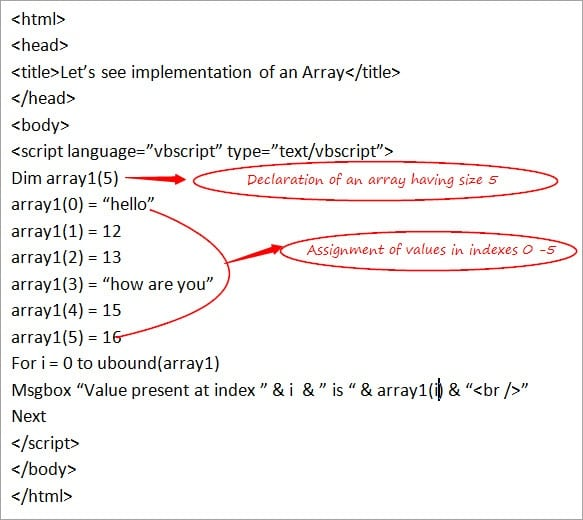 <html>
<head>
<title>Let’s see implementation of an Array</title>
</head>
<body>
<script language=”vbscript” type=”text/vbscript”>
Dim array1(5)
Declaration of an array having size 5
array1(0) = “hello”
array1(1) = 12
array1(2) = 13
Assignment of values in indexes 0 -5
array1(3) = “how are you”
array1(4) = 15
array1(5) = 16
For i = 0 to ubound(array1)
Msgbox “Value present at index ” & i  & ” is “ & array1(i) & “<br />”
Next
</script>
</body>
</html>